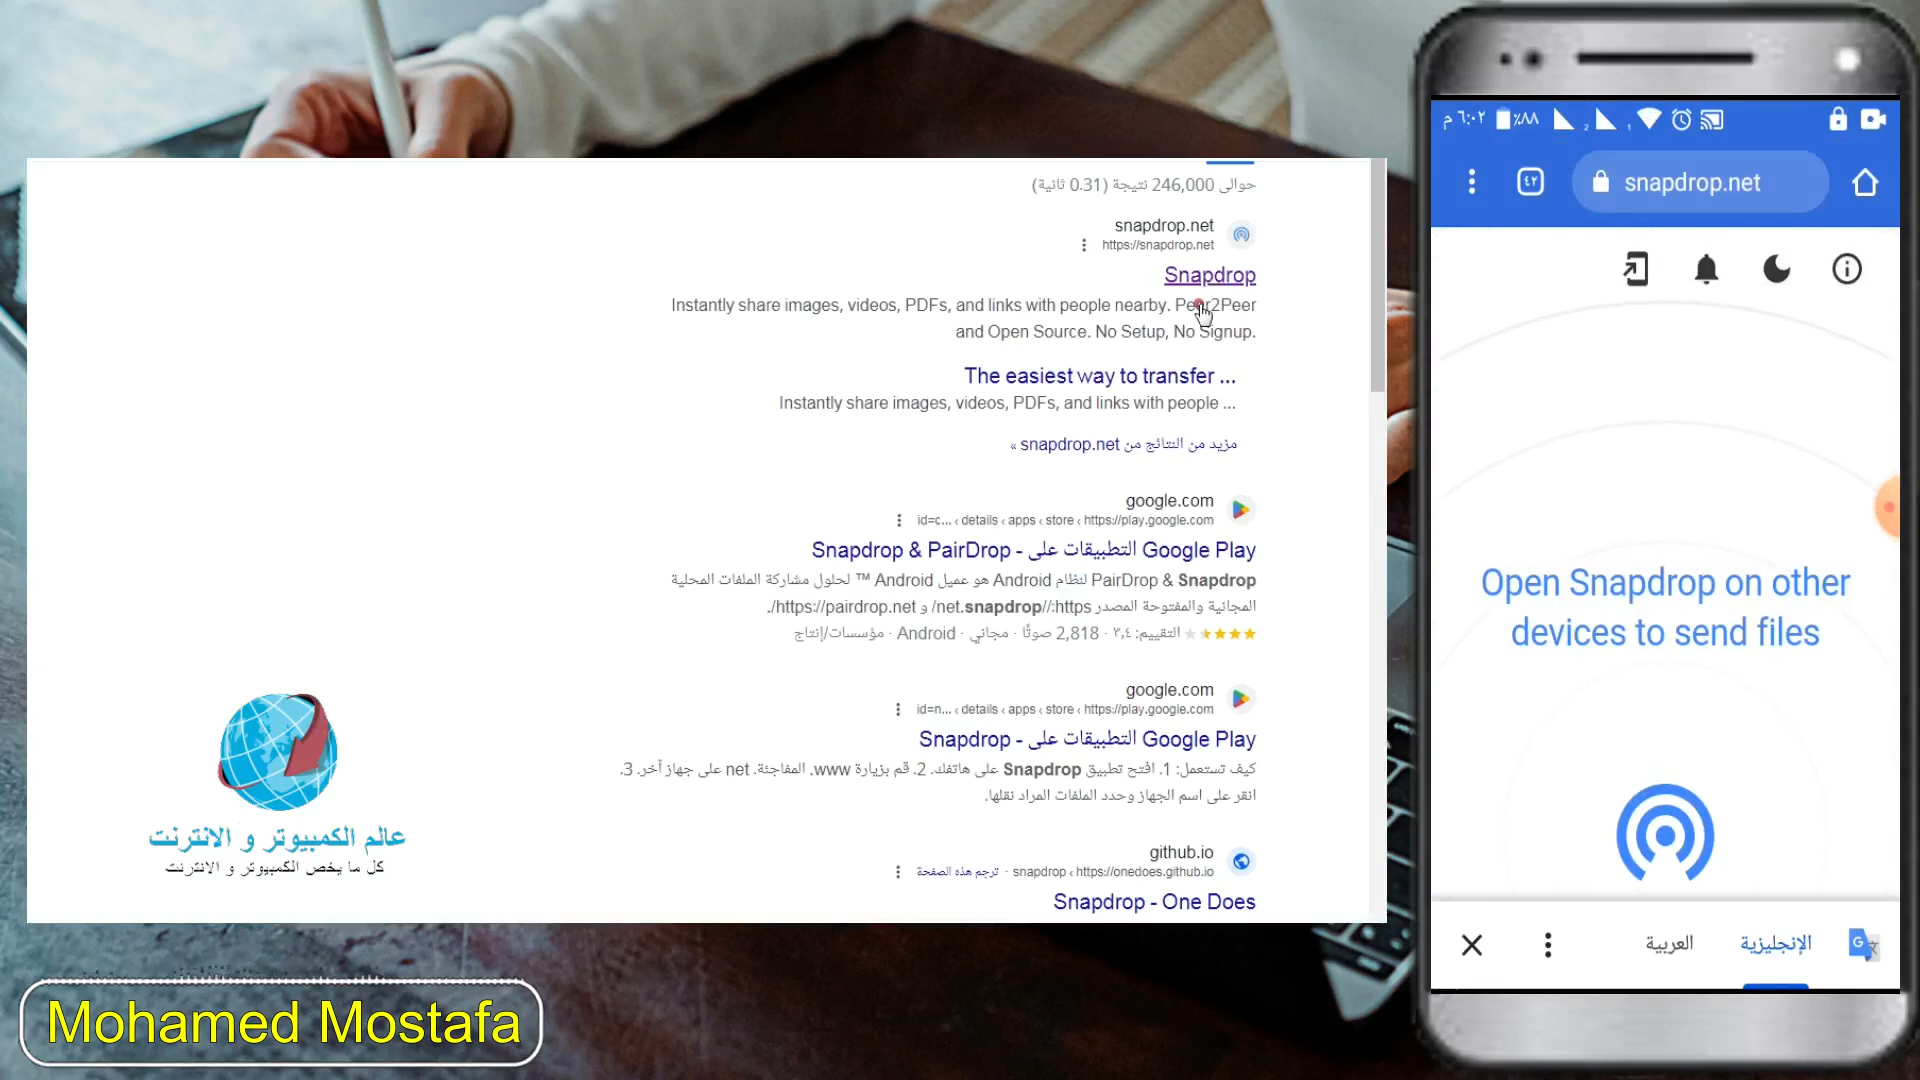 حوالى 246,000 نتيجة (0.31 ثانية)
snapdrop.net
https://snapdrop.net
Snapdrop
Instantly share images, videos, PDFs, and links with people nearby. Peer2Peer
and Open Source. No Setup, No Signup.
The easiest way to transfer ...
Instantly share images, videos, PDFs, and links with people ...
مزيد من النتائج من snapdrop.net »
google.com
https://play.google.com › store › apps › details › id=c...
Snapdrop & PairDrop - التطبيقات على Google Play
Snapdrop & PairDrop لنظام Android هو عميل Android ™ لحلول مشاركة الملفات المحلية
المجانية والمفتوحة المصدر https://snapdrop.net/ و https://pairdrop.net/.
التقييم: ٣,٤ · 2,818 صوتًا · مجاني · Android · مؤسسات/إنتاج
google.com
https://play.google.com › store › apps › details › id=n...
Snapdrop - التطبيقات على Google Play
كيف تستعمل: 1. افتح تطبيق Snapdrop على هاتفك. 2. قم بزيارة www. المفاجئة. net على جهاز آخر. 3.
انقر على اسم الجهاز وحدد الملفات المراد نقلها.
github.io
https://onedoes.github.io › snapdrop · ترجم هذه الصفحة
Snapdrop - One Does
عالم الكمبيوتر و الانترنت
كل ما يخص الكمبيوتر و الانترنت
Mohamed Mostafa
٦:٠٢ م
٪٨٨
2
1
٤٢
snapdrop.net
Open Snapdrop on other
devices to send files
الإنجليزية
العربية
G